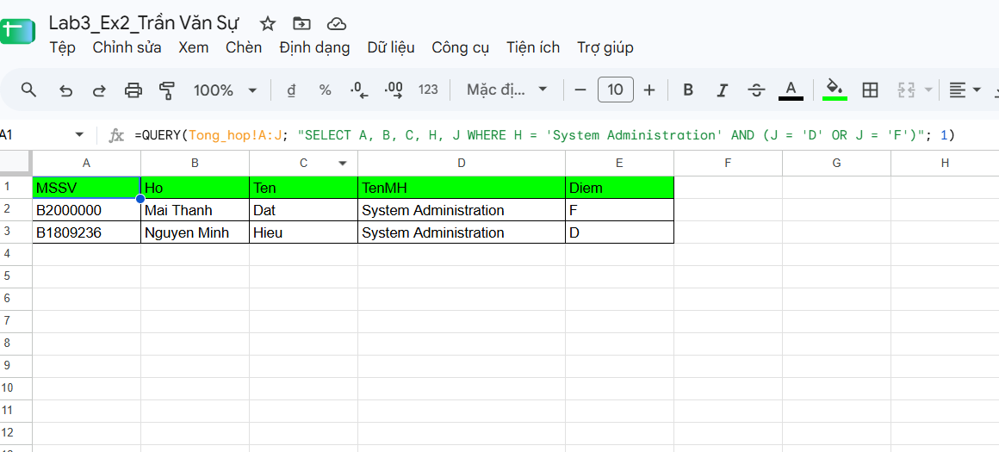 Lab3_Ex2_Trần Văn Sự
Tệp Chỉnh sửa Xem Chèn Định dạng Dữ liệu Công cụ Tiện ích Trợ giúp
100% đ % .0 .00 123 Mặc đị... 10 B I S A
A1 fx =QUERY(Tong_hop!A:J; "SELECT A, B, C, H, J WHERE H = 'System Administration' AND (J = 'D' OR J = 'F')"; 1)
A B C D E F G H
1 MSSV Ho Ten TenMH Diem
2 B2000000 Mai Thanh Dat System Administration F
3 B1809236 Nguyen Minh Hieu System Administration D
4
5
6
7
8
9
10
11
12